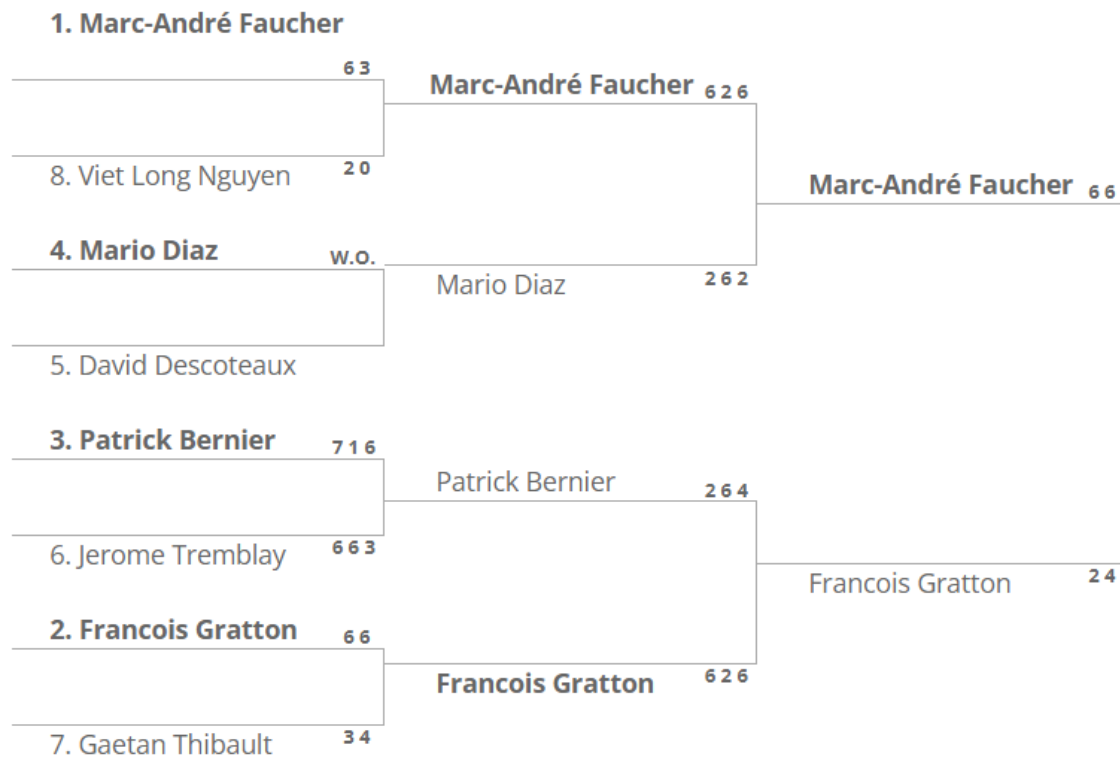 1. Marc-André Faucher
6 3
Marc-André Faucher 6 2 6
2 0
8. Viet Long Nguyen
Marc-André Faucher 6 6
4. Mario Diaz W.O.
Mario Diaz 2 6 2
5. David Descoteaux
3. Patrick Bernier 7 1 6
Patrick Bernier 2 6 4
6. Jerome Tremblay 6 6 3
Francois Gratton 2 4
2. Francois Gratton 6 6
Francois Gratton 6 2 6
7. Gaetan Thibault 3 4